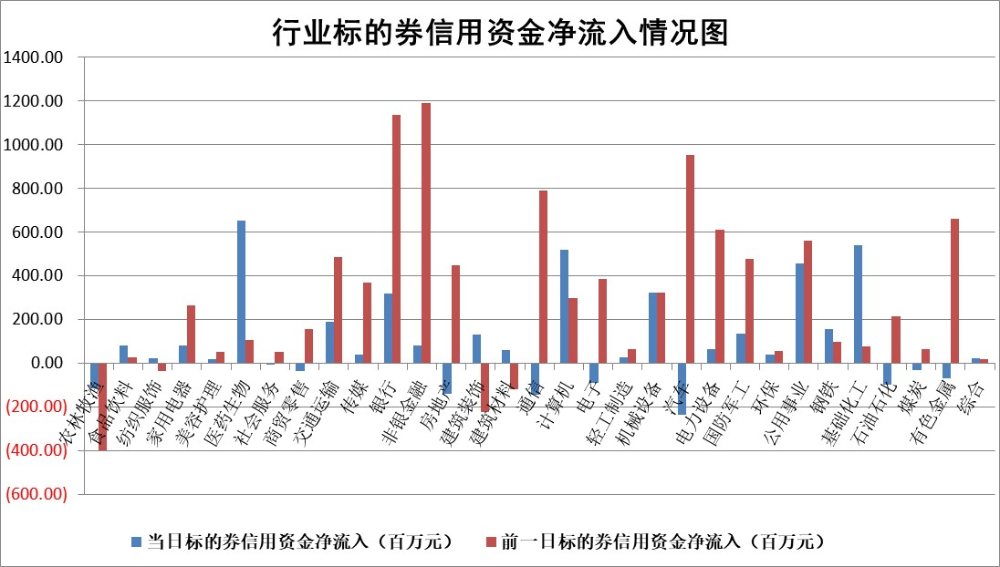 行业标的券信用资金净流入情况图
1400.00
1200.00
1000.00
800.00
600.00
400.00
200.00
0.00
(200.00)
(400.00)
(600.00)
农林牧渔
食品饮料
纺织服饰
家用电器
美容护理
医药生物
社会服务
商贸零售
交通运输
传媒
银行
非银金融
房地产
建筑装饰
建筑材料
通信
计算机
电子
轻工制造
机械设备
汽车
电力设备
国防军工
环保
公用事业
钢铁
基础化工
石油石化
煤炭
有色金属
综合
当日标的券信用资金净流入（百万元）
前一日标的券信用资金净流入（百万元）